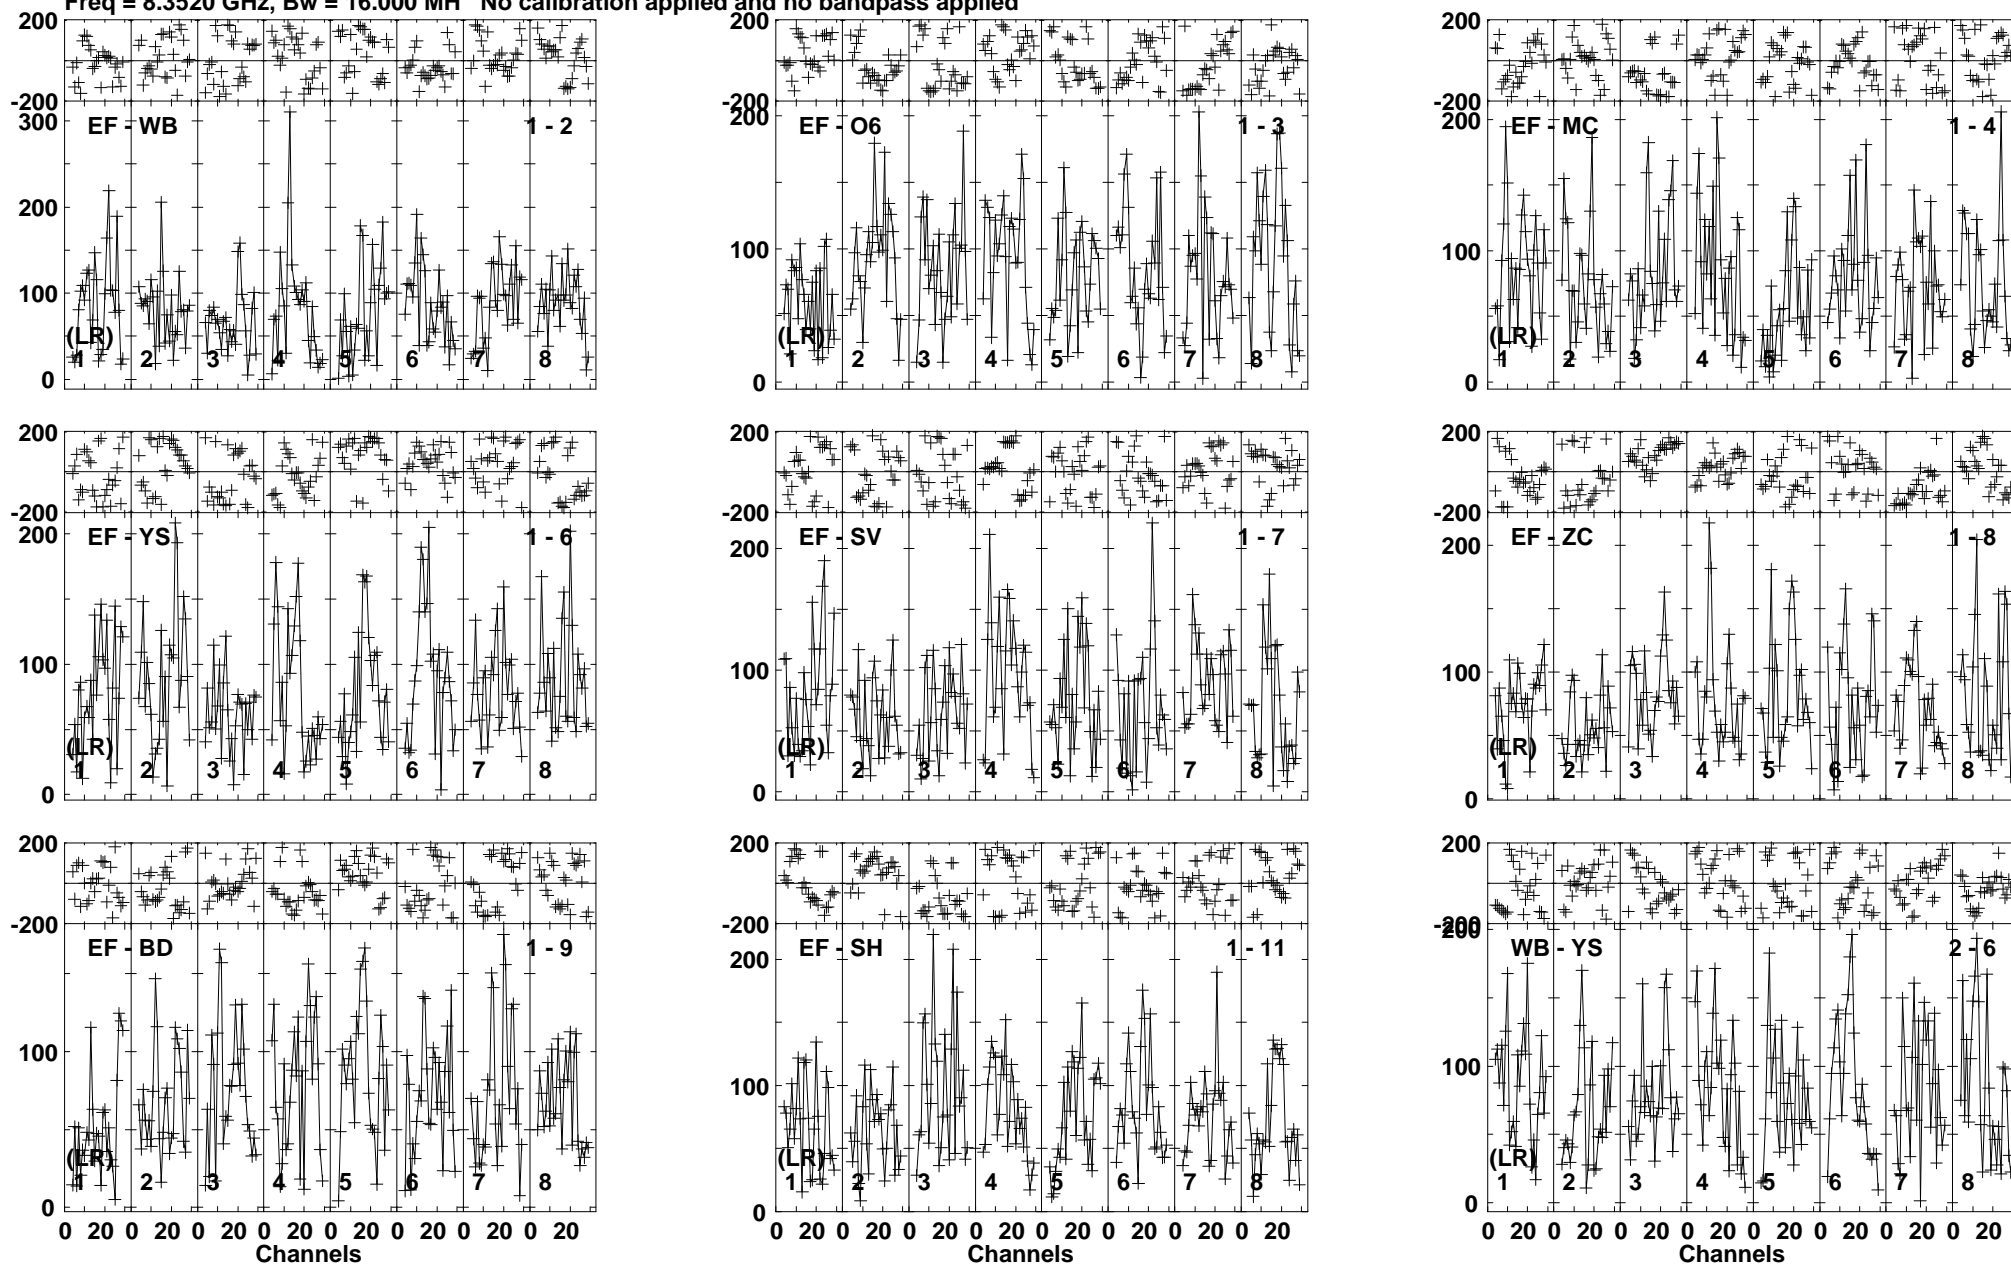 Freq = 8.3520 GHz, Bw = 16.000 MH No calibration applied and no bandpass applied
200 200 200
-200 -200 -200
300 200 200
EF - WB 1 - 2 EF - O6 1 - 3 EF - MC 1 - 4
200
100 100 100
(LR) (LR) (LR)
1 2 3 4 5 6 7 8 1 2 3 4 5 6 7 8 1 2 3 4 5 6 7 8
0 0 0
200 200 200
-200 -200 -200
EF - YS 1 - 6 EF - SV 1 - 7 EF - ZC 1 - 8
200 200 200
100 100 100
(LR) (LR) (LR)
1 2 3 4 5 6 7 8 1 2 3 4 5 6 7 8 1 2 3 4 5 6 7 8
0 0 0
200 200 200
-200 -200 -200
200
EF - BD 1 - 9 EF - SH 1 - 11 WB - YS 2 - 6
200
100 100 100
(LR) (LR) (LR)
1 2 3 4 5 6 7 8 1 2 3 4 5 6 7 8 1 2 3 4 5 6 7 8
0 0 0
0 20 0 20 0 20 0 20 0 20 0 20 0 20 0 20 0 20 0 20 0 20 0 20 0 20 0 20 0 20 0 20 0 20 0 20 0 20 0 20 0 20 0 20 0 20 0 20
Channels Channels Channels